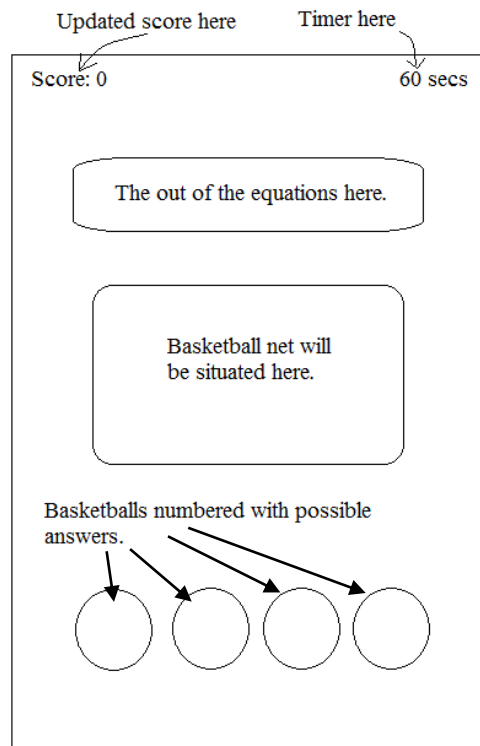 Updated score here
Timer here
Score: 0
60 secs
The out of the equations here.
Basketball net will
be situated here.
Basketballs numbered with possible
answers.